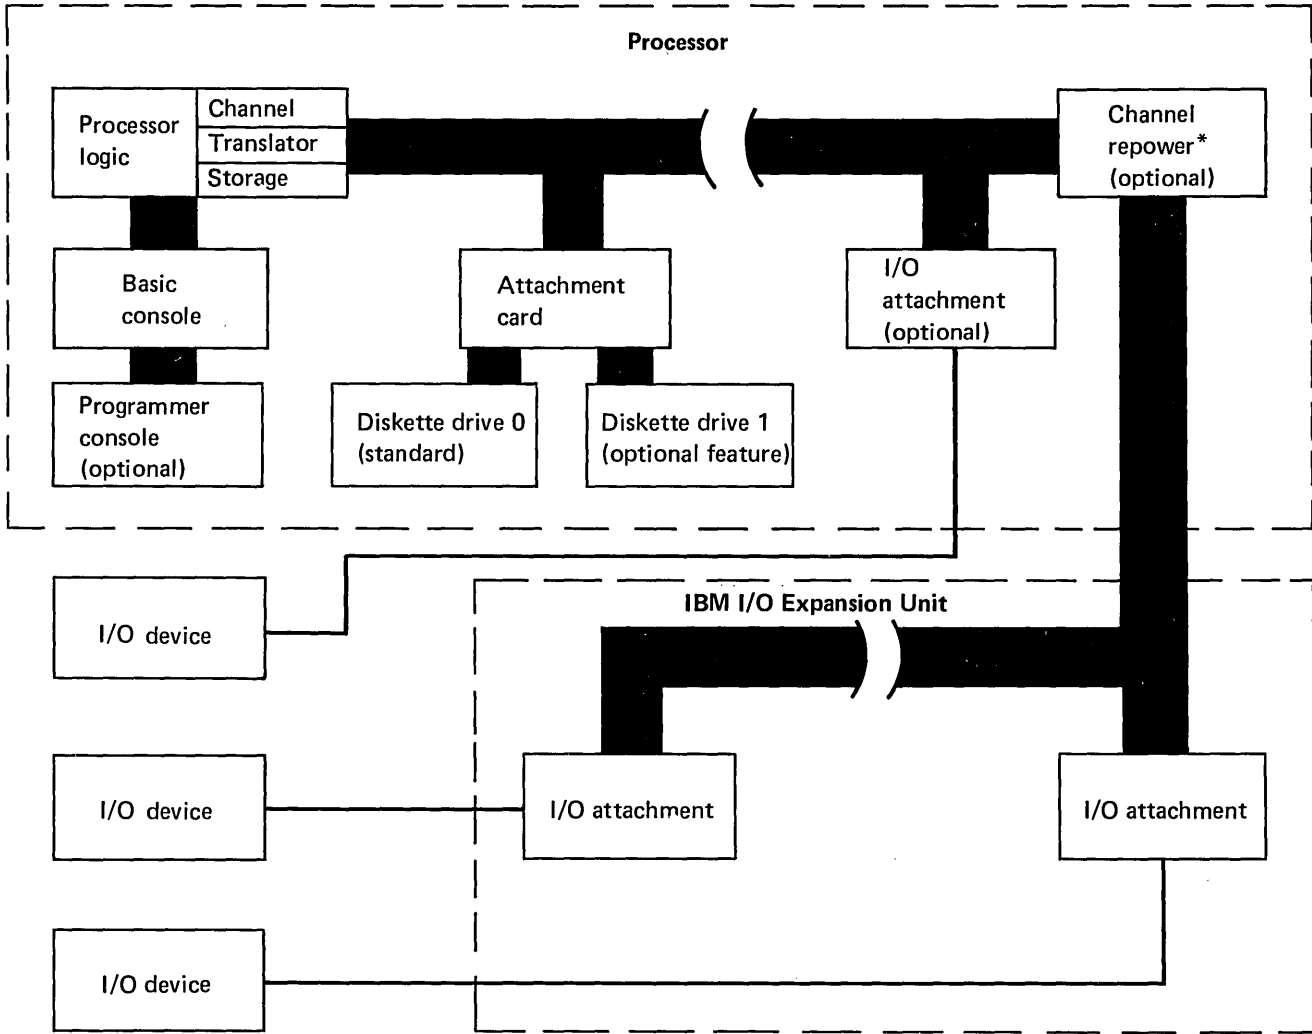 Processor
Processor
logic
Channel
Translator
Storage
Channel
repower*
(optional)
Basic
console
Attachment
card
I/O
attachment
(optional)
Programmer
console
(optional)
Diskette drive 0
(standard)
Diskette drive 1
(optional feature)
I/O device
IBM I/O Expansion Unit
I/O device
I/O attachment
I/O attachment
I/O device